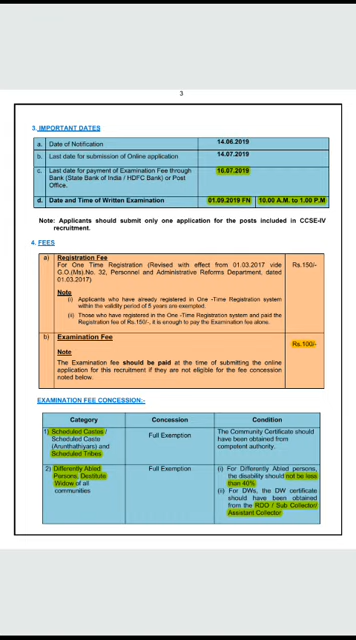 3
3. IMPORTANT DATES
a. Date of Notification 14.06.2019
b. Last date for submission of Online application 14.07.2019
c. Last date for payment of Examination Fee through 16.07.2019
Bank (State Bank of India / HDFC Bank) or Post
Office.
d. Date and Time of Written Examination 01.09.2019 FN 10.00 A.M. to 1.00 P.M
Note: Applicants should submit only one application for the posts included in CCSE-IV
recruitment.
4. FEES
a) Registration Fee
For One Time Registration (Revised with effect from 01.03.2017 vide Rs.150/-
G.O.(Ms).No. 32, Personnel and Administrative Reforms Department, dated
01.03.2017)
Note
(i) Applicants who have already registered in One -Time Registration system
within the validity period of 5 years are exempted.
(ii) Those who have registered in the One -Time Registration system and paid the
Registration fee of Rs.150/-, it is enough to pay the Examination fee alone.
b) Examination Fee
Rs.100/-
Note
The Examination fee should be paid at the time of submitting the online
application for this recruitment if they are not eligible for the fee concession
noted below.
EXAMINATION FEE CONCESSION:-
Category Concession Condition
1) Scheduled Castes / Full Exemption The Community Certificate should
Scheduled Caste have been obtained from
(Arunthathiyars) and competent authority.
Scheduled Tribes
2) Differently Abled Full Exemption (i) For Differently Abled persons,
Persons, Destitute the disability should not be less
Widow of all than 40%
communities (ii) For DWs, the DW certificate
should have been obtained
from the RDO / Sub Collector/
Assistant Collector